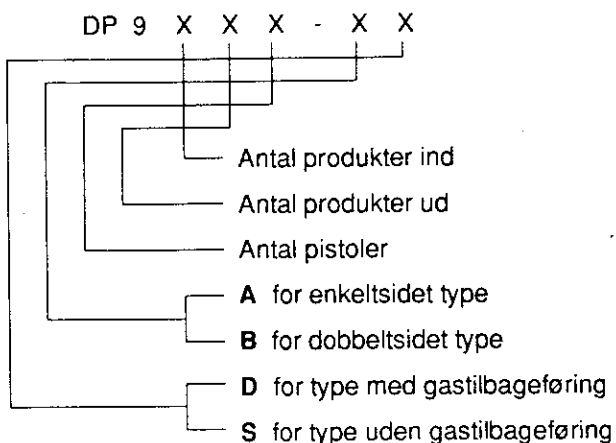 DP 9 X X X - X X
Antal produkter ind
Antal produkter ud
Antal pistoler
A for enkeltsidet type
B for dobbeltsidet type
D for type med gastilbageføring
S for type uden gastilbageføring